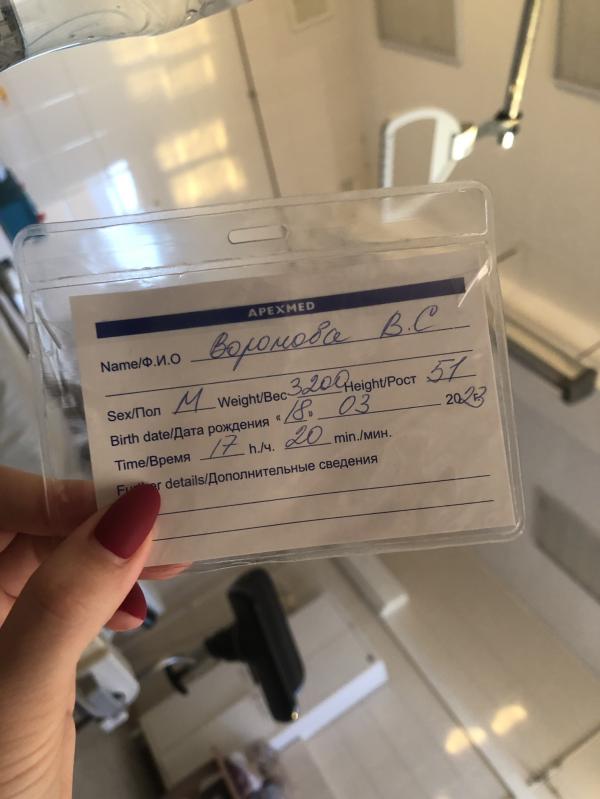 APEXMED
Name/Ф.И.О Воронова В.С
Sex/Пол М Weight/Вес 3200 Height/Рост 51
Birth date/Дата рождения «18» 03 2023
Time/Время 17 h./ч. 20 min./мин.
Further details/Дополнительные сведения